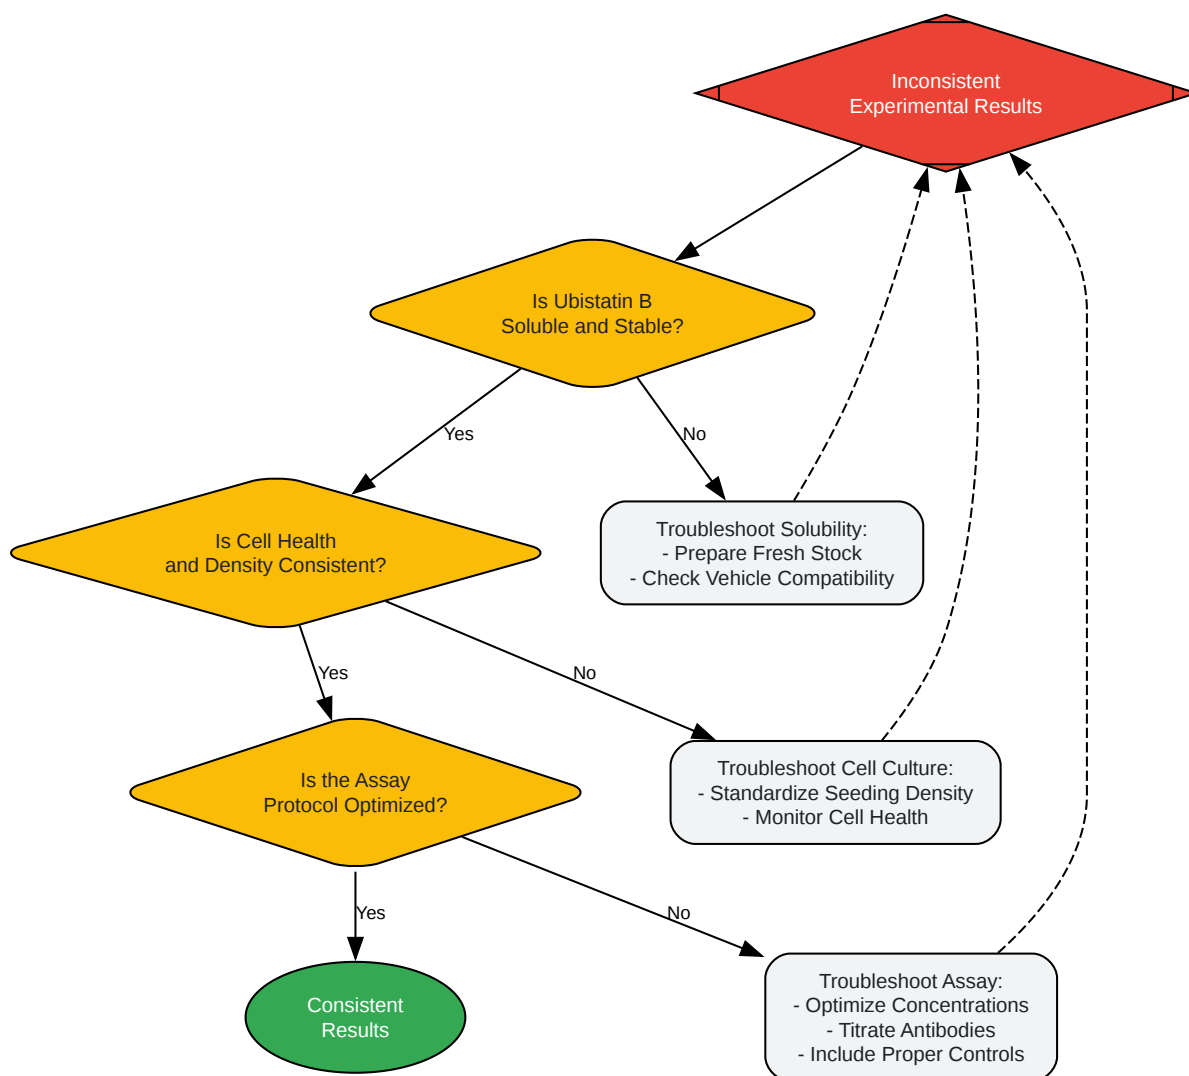 Inconsistent
Experimental Results
Is Ubistatin B
Soluble and Stable?
Yes
No
Troubleshoot Solubility:
- Prepare Fresh Stock
- Check Vehicle Compatibility
Is Cell Health
and Density Consistent?
Yes
No
Troubleshoot Cell Culture:
- Standardize Seeding Density
- Monitor Cell Health
Is the Assay
Protocol Optimized?
Yes
No
Consistent
Results
Troubleshoot Assay:
- Optimize Concentrations
- Titrate Antibodies
- Include Proper Controls